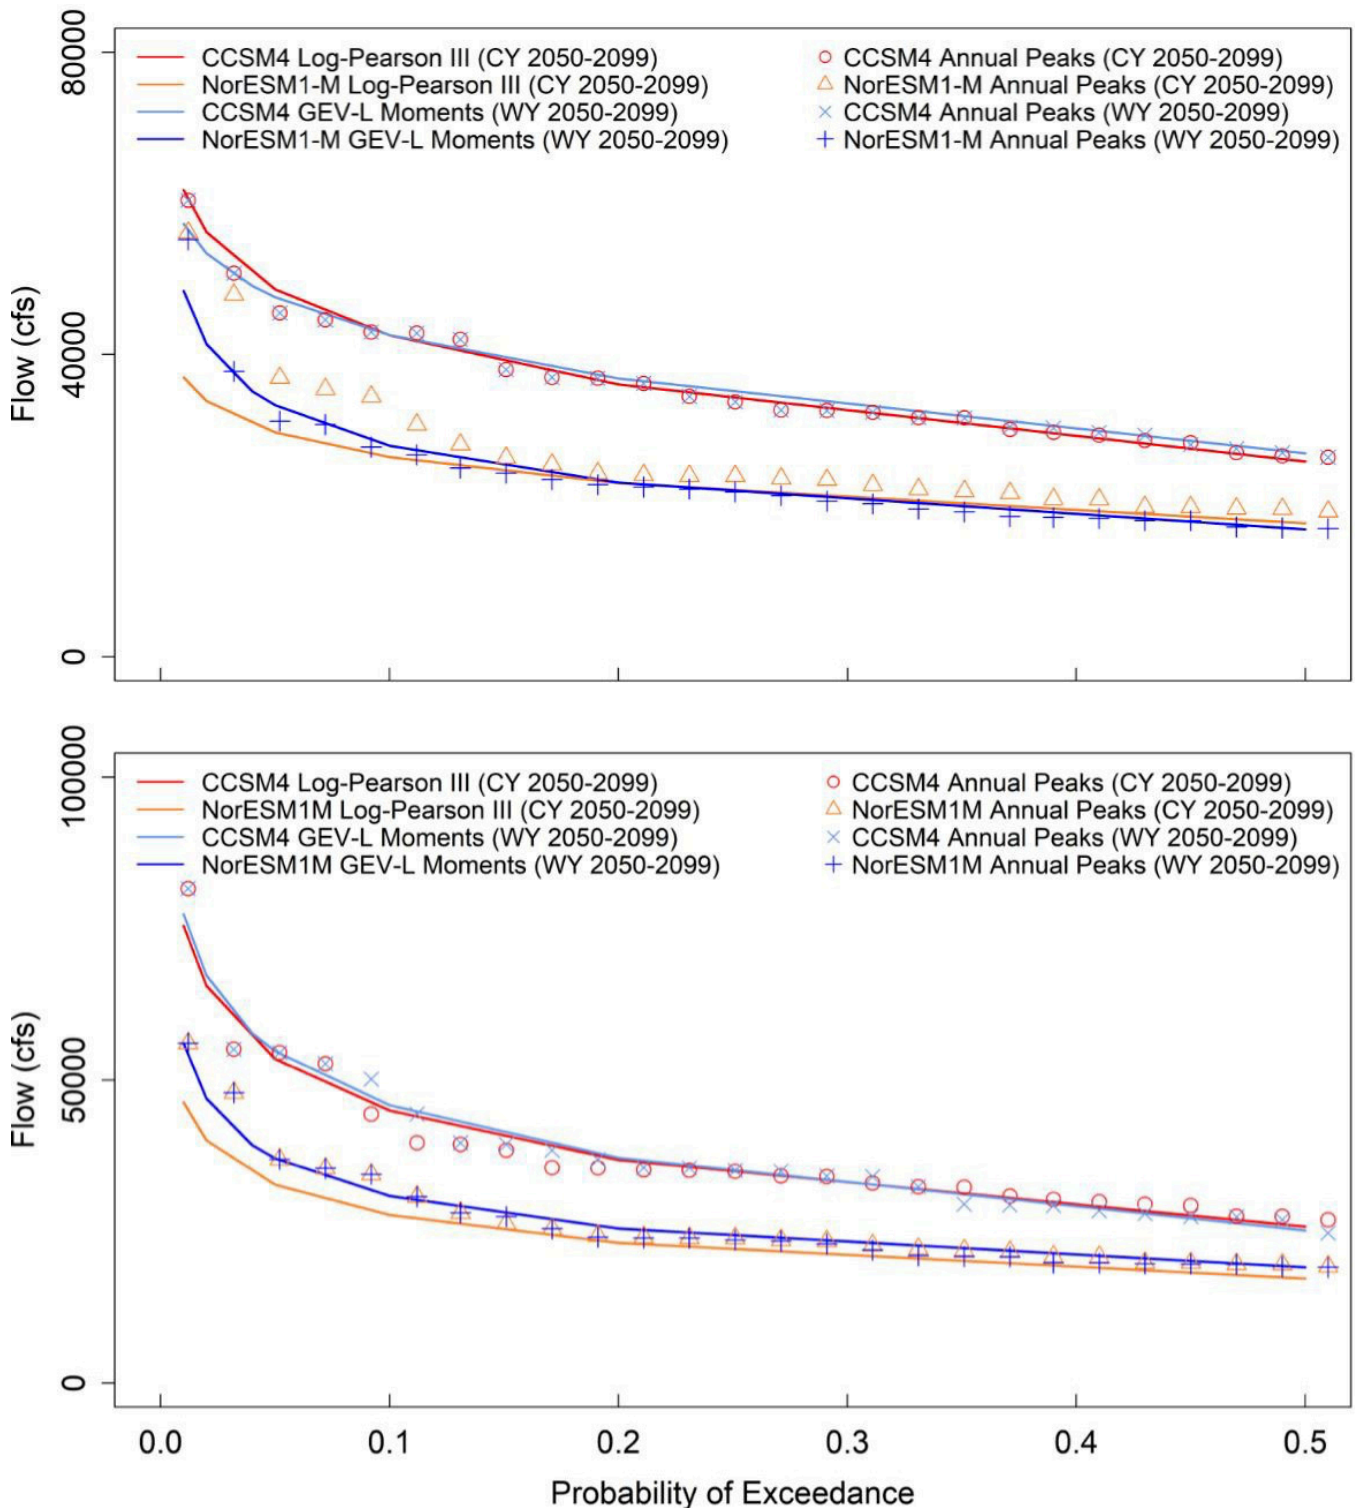 CCSM4 Log-Pearson III (CY 2050-2099)
NorESM1-M Log-Pearson III (CY 2050-2099)
CCSM4 GEV-L Moments (WY 2050-2099)
NorESM1-M GEV-L Moments (WY 2050-2099)
CCSM4 Annual Peaks (CY 2050-2099)
NorESM1-M Annual Peaks (CY 2050-2099)
CCSM4 Annual Peaks (WY 2050-2099)
NorESM1-M Annual Peaks (WY 2050-2099)
80000
40000
0
Flow (cfs)
CCSM4 Log-Pearson III (CY 2050-2099)
NorESM1M Log-Pearson III (CY 2050-2099)
CCSM4 GEV-L Moments (WY 2050-2099)
NorESM1M GEV-L Moments (WY 2050-2099)
CCSM4 Annual Peaks (CY 2050-2099)
NorESM1M Annual Peaks (CY 2050-2099)
CCSM4 Annual Peaks (WY 2050-2099)
NorESM1M Annual Peaks (WY 2050-2099)
100000
50000
0
Flow (cfs)
0.0 0.1 0.2 0.3 0.4 0.5
Probability of Exceedance